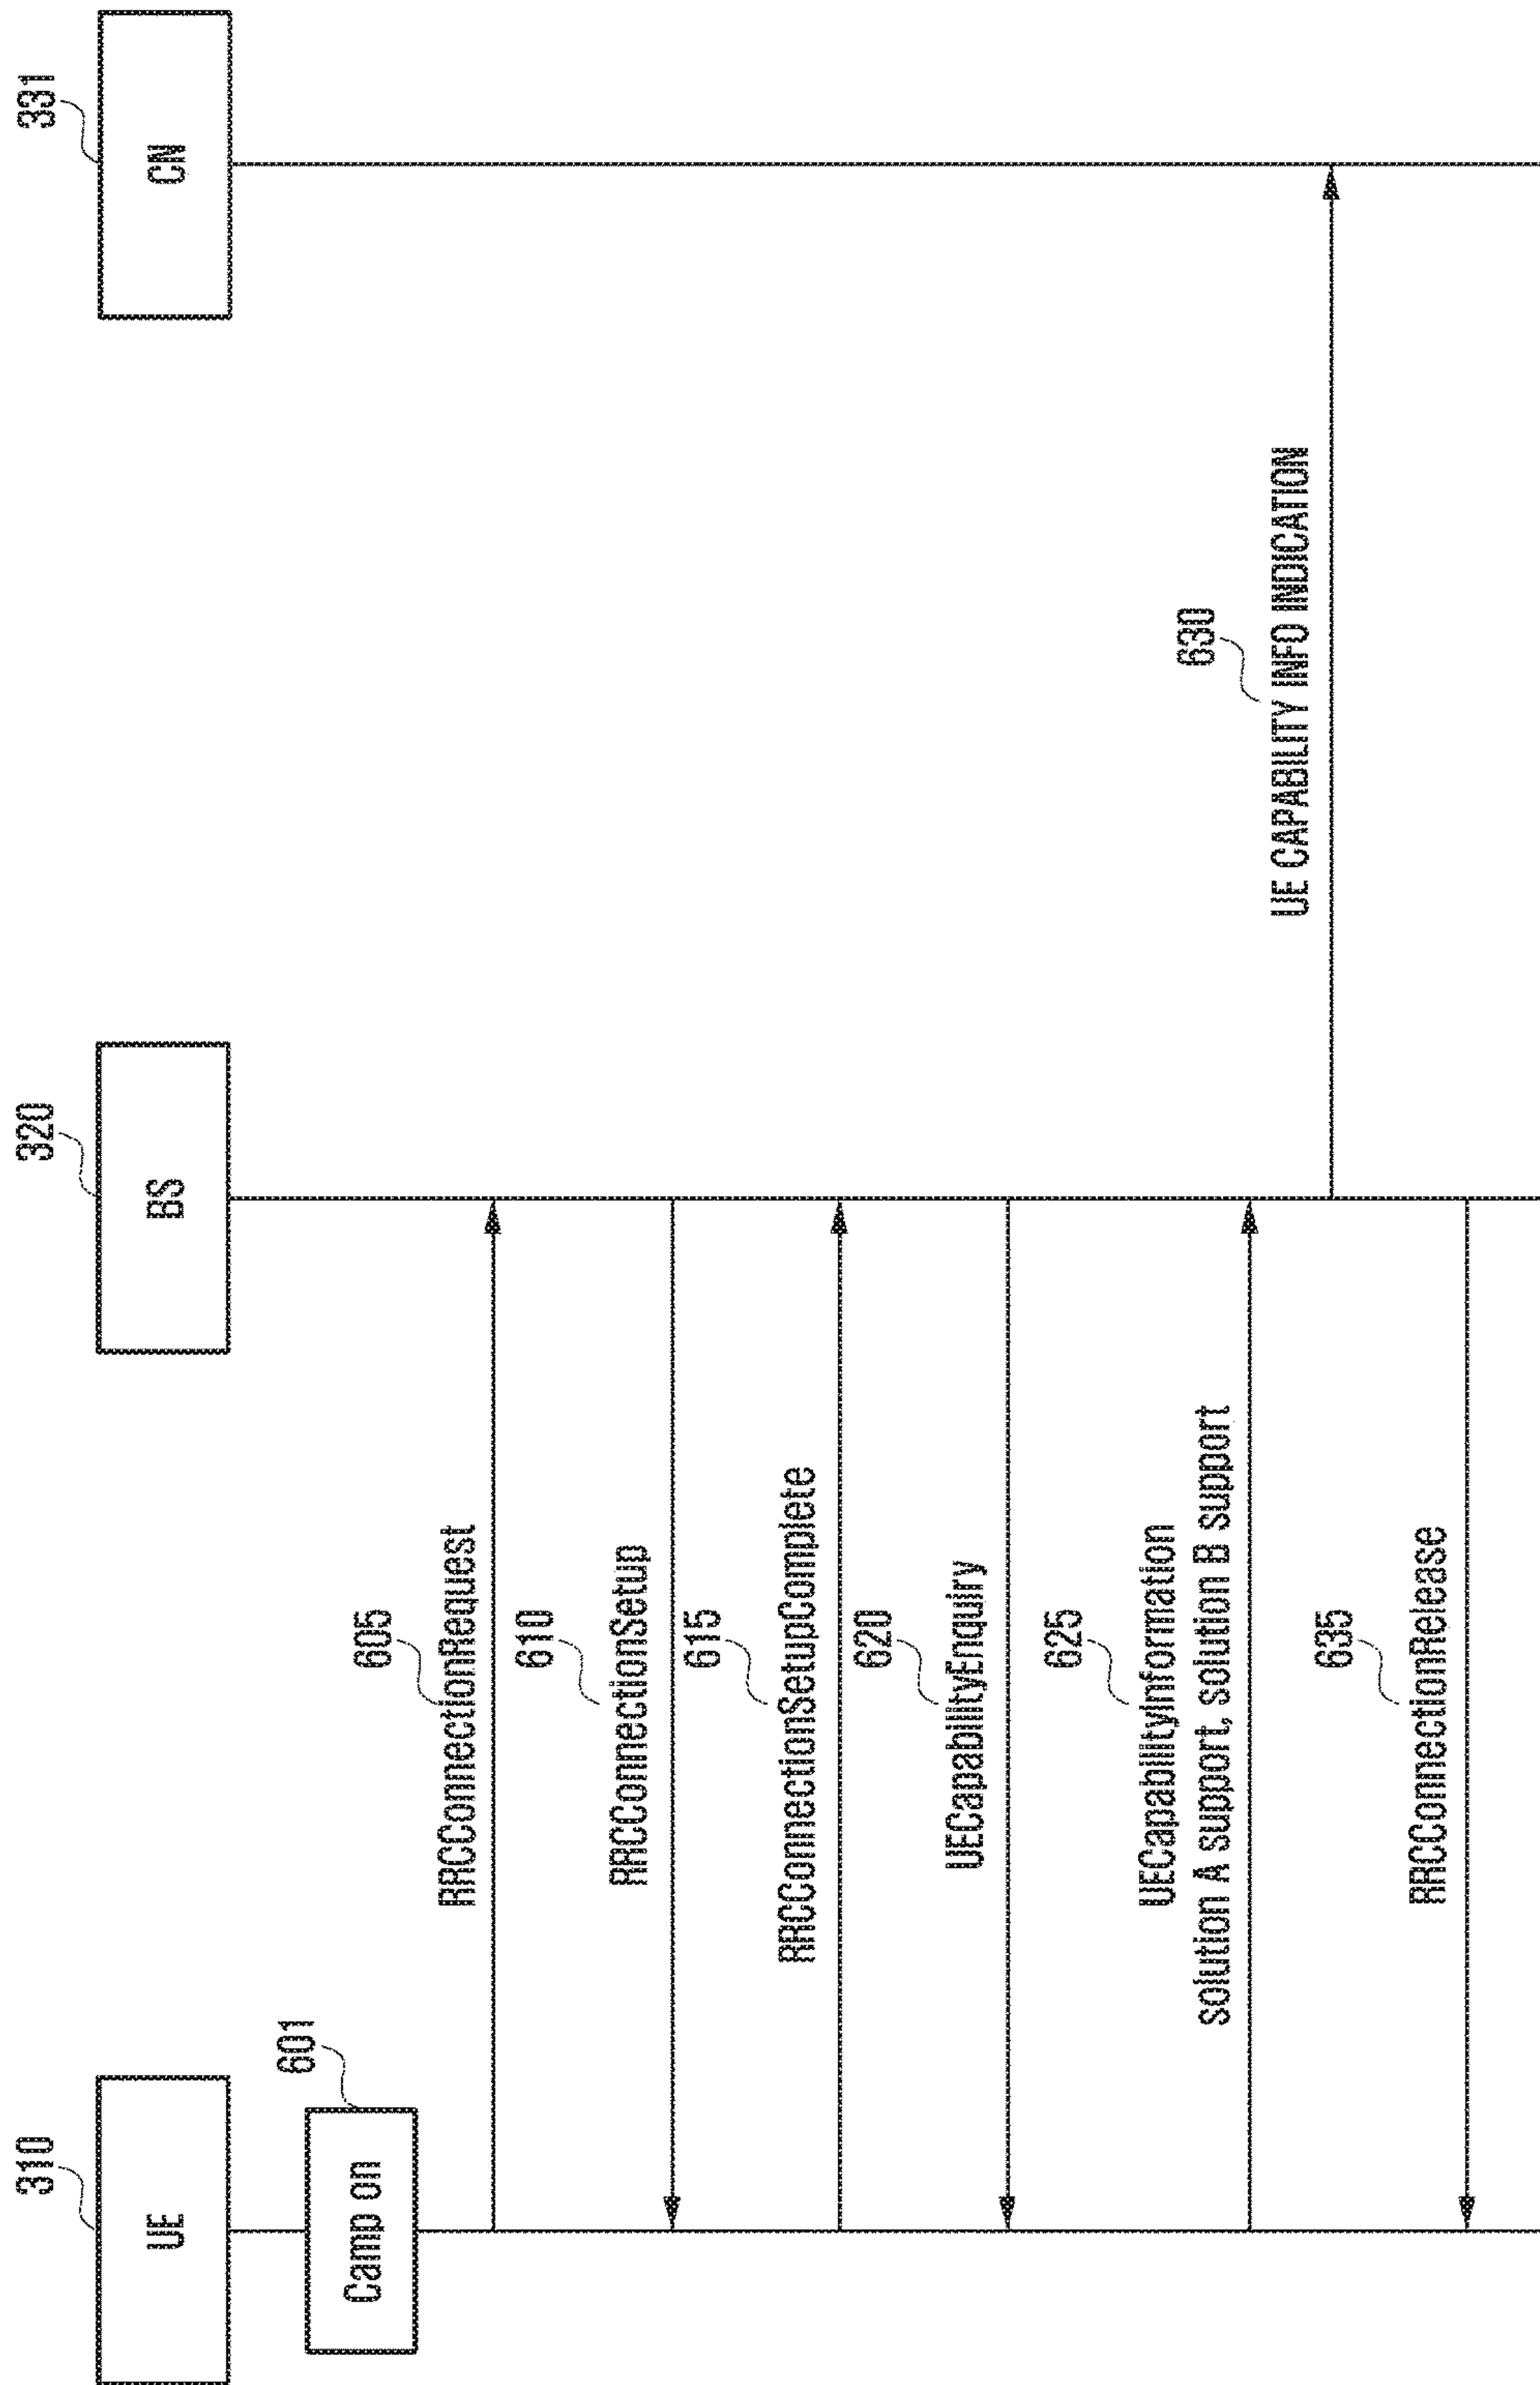 310
320
331
UE
BS
CN
601
Camp on
605
RRCConnectionRequest
610
RRCConnectionSetup
615
RRCConnectionSetupComplete
620
UECapabilityEnquiry
625
UECapabilityInformation
solution A support, solution B support
630
UE CAPABILITY INFO INDICATION
635
RRCConnectionRelease